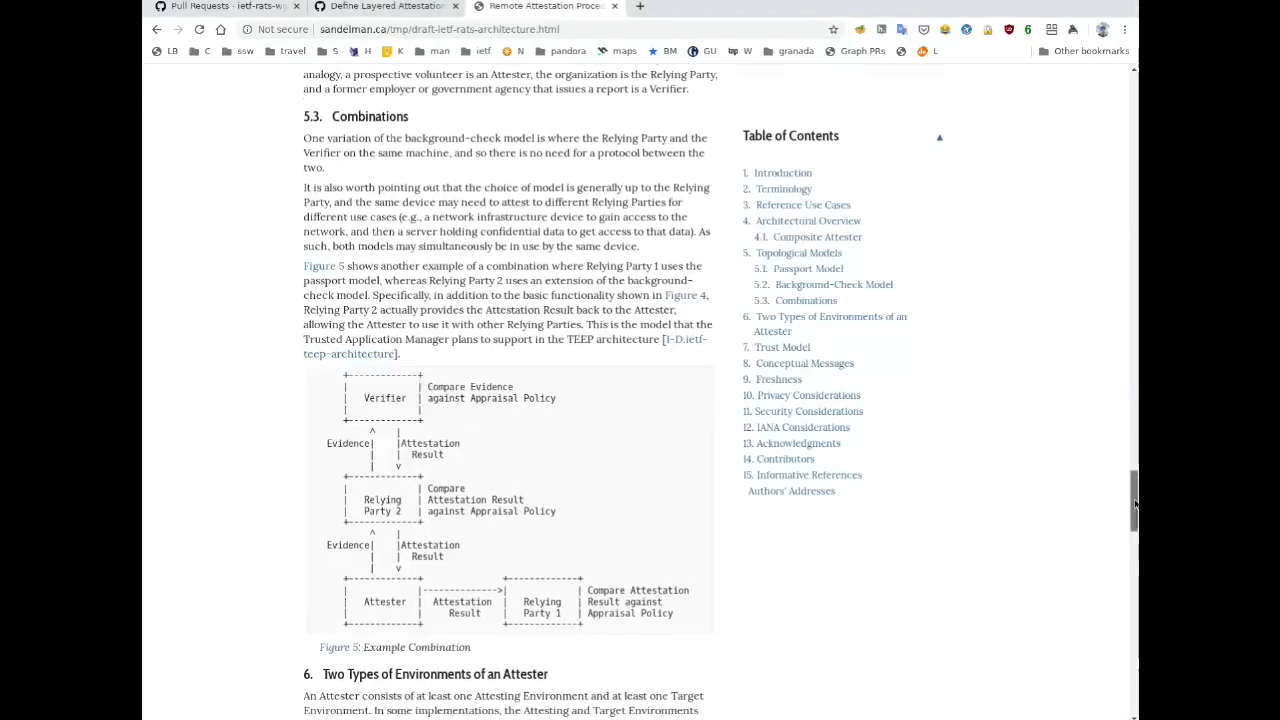 Pull Requests · ietf-rats-wg
Define Layered Attestation
Remote Attestation Proced
Not secure
sandelman.ca/tmp/draft-ietf-rats-architecture.html
LB
C
ssw
travel
S
H
K
man
ietf
N
pandora
maps
BM
GU
Wp
granada
Graph PRs
L
Other bookmarks
analogy, a prospective volunteer is an Attester, the organization is the Relying Party,
and a former employer or government agency that issues a report is a Verifier.
5.3. Combinations
One variation of the background-check model is where the Relying Party and the
Verifier on the same machine, and so there is no need for a protocol between the
two.
It is also worth pointing out that the choice of model is generally up to the Relying
Party, and the same device may need to attest to different Relying Parties for
different use cases (e.g., a network infrastructure device to gain access to the
network, and then a server holding confidential data to get access to that data). As
such, both models may simultaneously be in use by the same device.
Figure 5 shows another example of a combination where Relying Party 1 uses the
passport model, whereas Relying Party 2 uses an extension of the background-
check model. Specifically, in addition to the basic functionality shown in Figure 4,
Relying Party 2 actually provides the Attestation Result back to the Attester,
allowing the Attester to use it with other Relying Parties. This is the model that the
Trusted Application Manager plans to support in the TEEP architecture [I-D.ietf-
teep-architecture].
Compare Evidence
Verifier against Appraisal Policy
Evidence Attestation
Result
Compare
Relying Attestation Result
Party 2 against Appraisal Policy
Evidence Attestation
Result
Compare Attestation
Attester Attestation Relying Result against
Result Party 1 Appraisal Policy
Figure 5: Example Combination
6. Two Types of Environments of an Attester
An Attester consists of at least one Attesting Environment and at least one Target
Environment. In some implementations, the Attesting and Target Environments
Table of Contents
1. Introduction
2. Terminology
3. Reference Use Cases
4. Architectural Overview
4.1. Composite Attester
5. Topological Models
5.1. Passport Model
5.2. Background-Check Model
5.3. Combinations
6. Two Types of Environments of an
Attester
7. Trust Model
8. Conceptual Messages
9. Freshness
10. Privacy Considerations
11. Security Considerations
12. IANA Considerations
13. Acknowledgments
14. Contributors
15. Informative References
Authors' Addresses